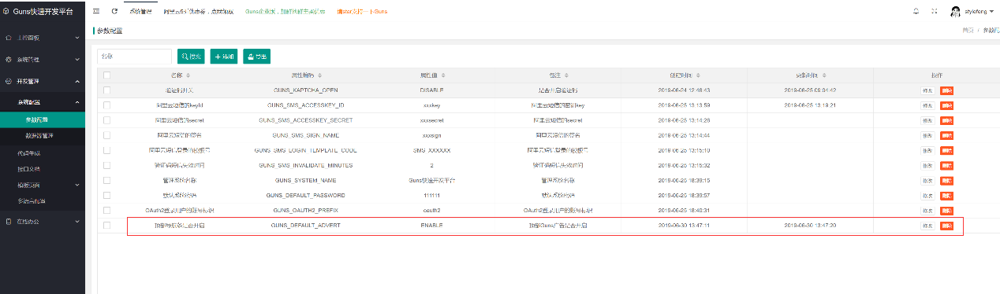 Guns快速开发平台
系统管理
阿里云5折优惠券，点我领取
Guns企业版，加群找群主买优惠
请star支持一下Guns
stylefeng
主控面板
系统管理
开发管理
系统配置
参数配置
数据源管理
代码生成
接口文档
模板页面
多语言配置
在线办公
参数配置
首页 / 参数配
名称
搜索
添加
导出
名称 属性编码 属性值 备注 创建时间 更新时间 操作
验证码开关 GUNS_KAPTCHA_OPEN DISABLE 是否开启验证码 2019-06-24 12:46:43 2019-06-25 09:04:42 修改 删除
阿里云短信的keyId GUNS_SMS_ACCESSKEY_ID xxxkey 阿里云短信的密钥key 2019-06-25 13:13:59 2019-06-25 13:19:21 修改 删除
阿里云短信的secret GUNS_SMS_ACCESSKEY_SECRET xxxsecret 阿里云短信的secret 2019-06-25 13:14:28 修改 删除
阿里云短信的签名 GUNS_SMS_SIGN_NAME xxxsign 阿里云短信的签名 2019-06-25 13:14:44 修改 删除
阿里云短信登录的模板号 GUNS_SMS_LOGIN_TEMPLATE_CODE SMS_XXXXXX 阿里云短信登录的模板号 2019-06-25 13:15:10 修改 删除
验证码短信失效时间 GUNS_SMS_INVALIDATE_MINUTES 2 验证码短信失效时间 2019-06-25 13:15:32 修改 删除
管理系统名称 GUNS_SYSTEM_NAME Guns快速开发平台 管理系统名称 2019-06-25 18:39:15 修改 删除
默认系统密码 GUNS_DEFAULT_PASSWORD 111111 默认系统密码 2019-06-25 18:39:57 修改 删除
OAuth2登录用户的账号标识 GUNS_OAUTH2_PREFIX oauth2 OAuth2登录用户的账号标识 2019-06-25 18:40:31 修改 删除
顶部导航条是否开启 GUNS_DEFAULT_ADVERT ENABLE 顶部Guns广告是否开启 2019-06-30 13:47:11 2019-06-30 13:47:20 修改 删除